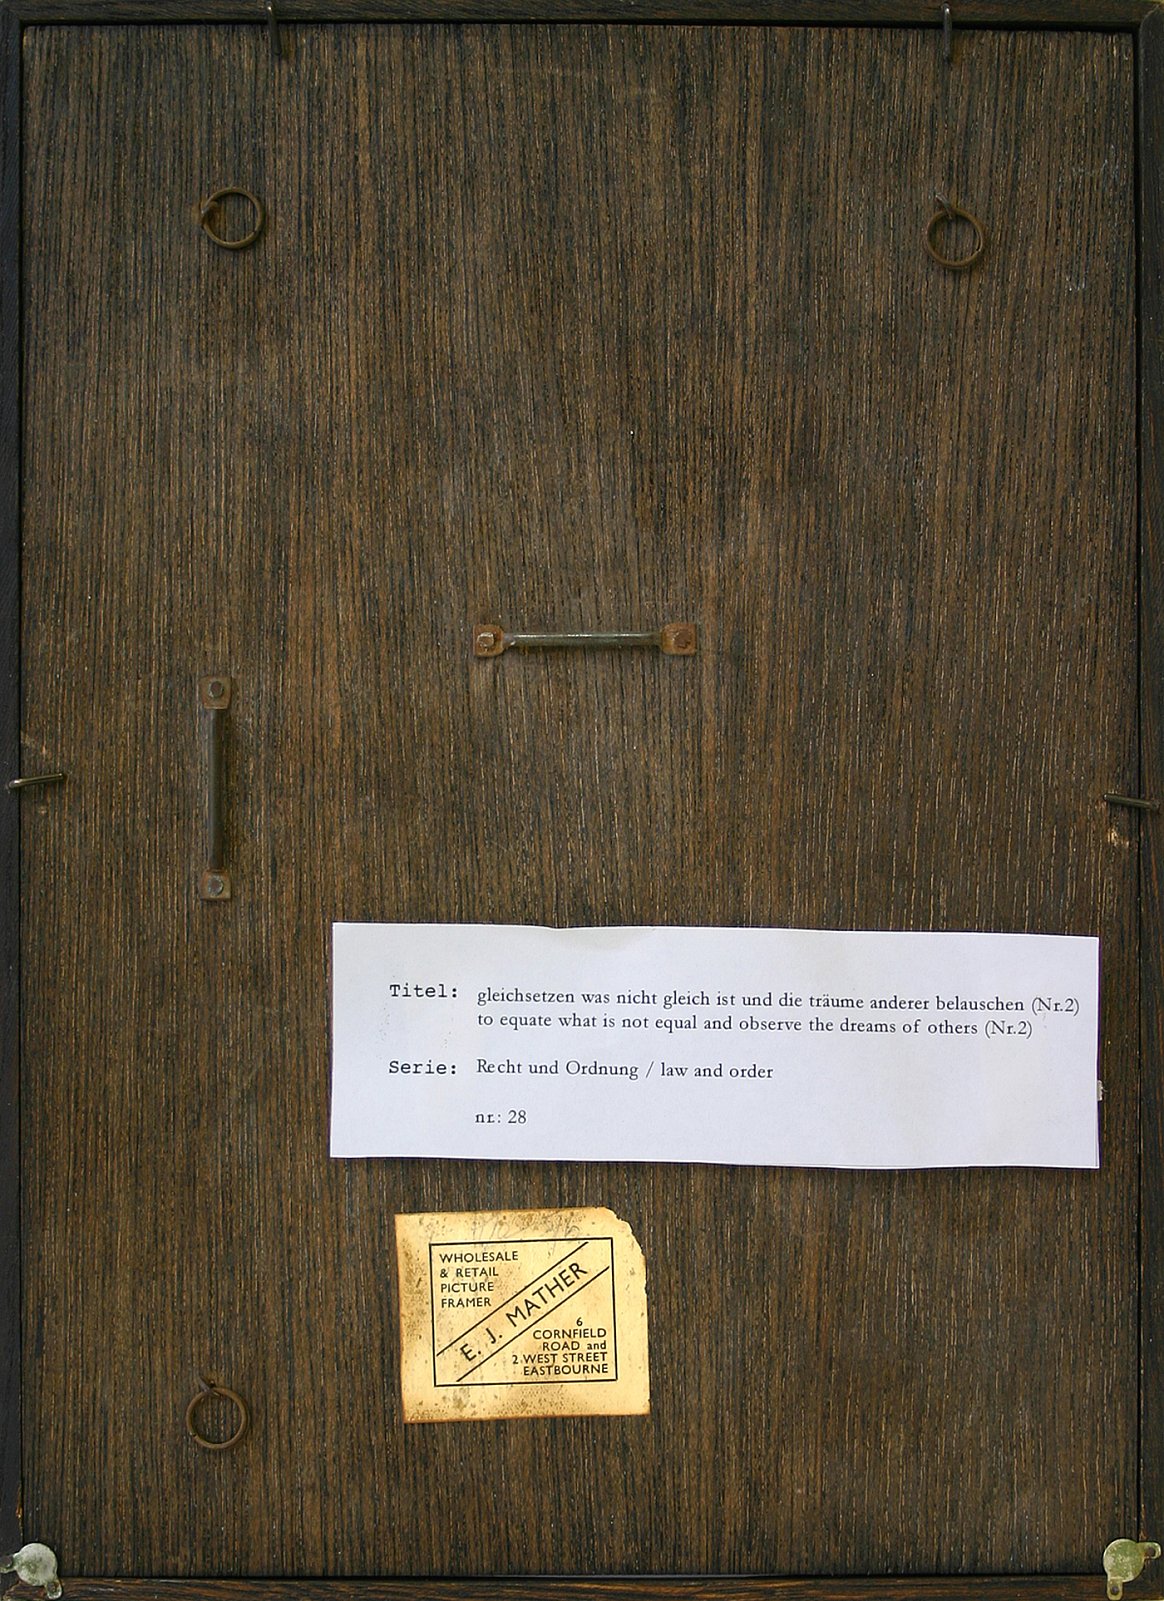 Titel: gleichsetzen was nicht gleich ist und die träume anderer belauschen (Nr.2)
to equate what is not equal and observe the dreams of others (Nr.2)
Serie: Recht und Ordnung / law and order
nr.: 28
WHOLESALE
& RETAIL
PICTURE
FRAMER
E. J. MATHER
6
CORNFIELD
ROAD and
2 WEST STREET
EASTBOURNE